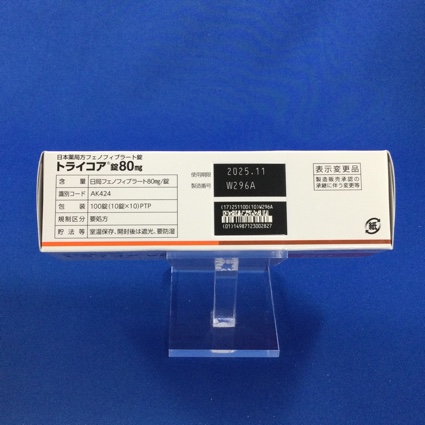 日本薬局方フェノフィブラート錠
トライコア®錠80mg
含量 日局フェノフィブラート80mg/錠
識別コード AK424
包装 100錠(10錠×10)PTP
規制区分 要処方
貯法等 室温保存、開封後は遮光、要防湿
使用期限 2025.11
製造番号 W296A
(17)251100(10)W296A
(01)14987123002827
表示変更品
製造販売承認の
承継に伴う変更等
紙